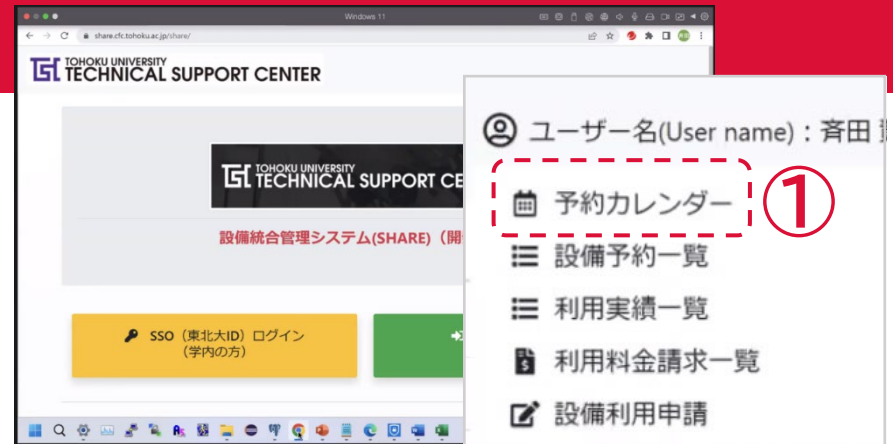 Windows 11
share.cfc.tohoku.ac.jp/share/
TOHOKU UNIVERSITY
TECHNICAL SUPPORT CENTER
TOHOKU UNIVERSITY
TECHNICAL SUPPORT CE
設備統合管理システム(SHARE)（開
SSO（東北大ID）ログイン
（学内の方）
ユーザー名(User name)：斉田
予約カレンダー
①
設備予約一覧
利用実績一覧
利用料金請求一覧
設備利用申請